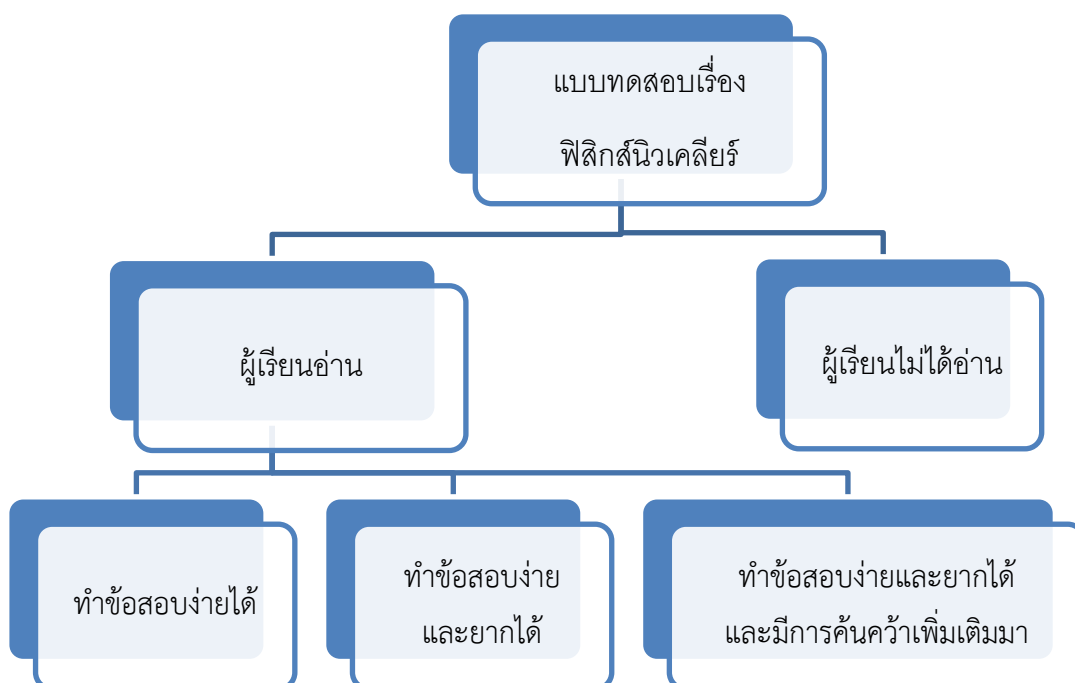 แบบทดสอบเรื่อง
ฟิสิกส์นิวเคลียร์
ผู้เรียนอ่าน
ผู้เรียนไม่ได้อ่าน
ทำข้อสอบง่ายได้
ทำข้อสอบง่าย
และยากได้
ทำข้อสอบง่ายและยากได้
และมีการค้นคว้าเพิ่มเติมมา